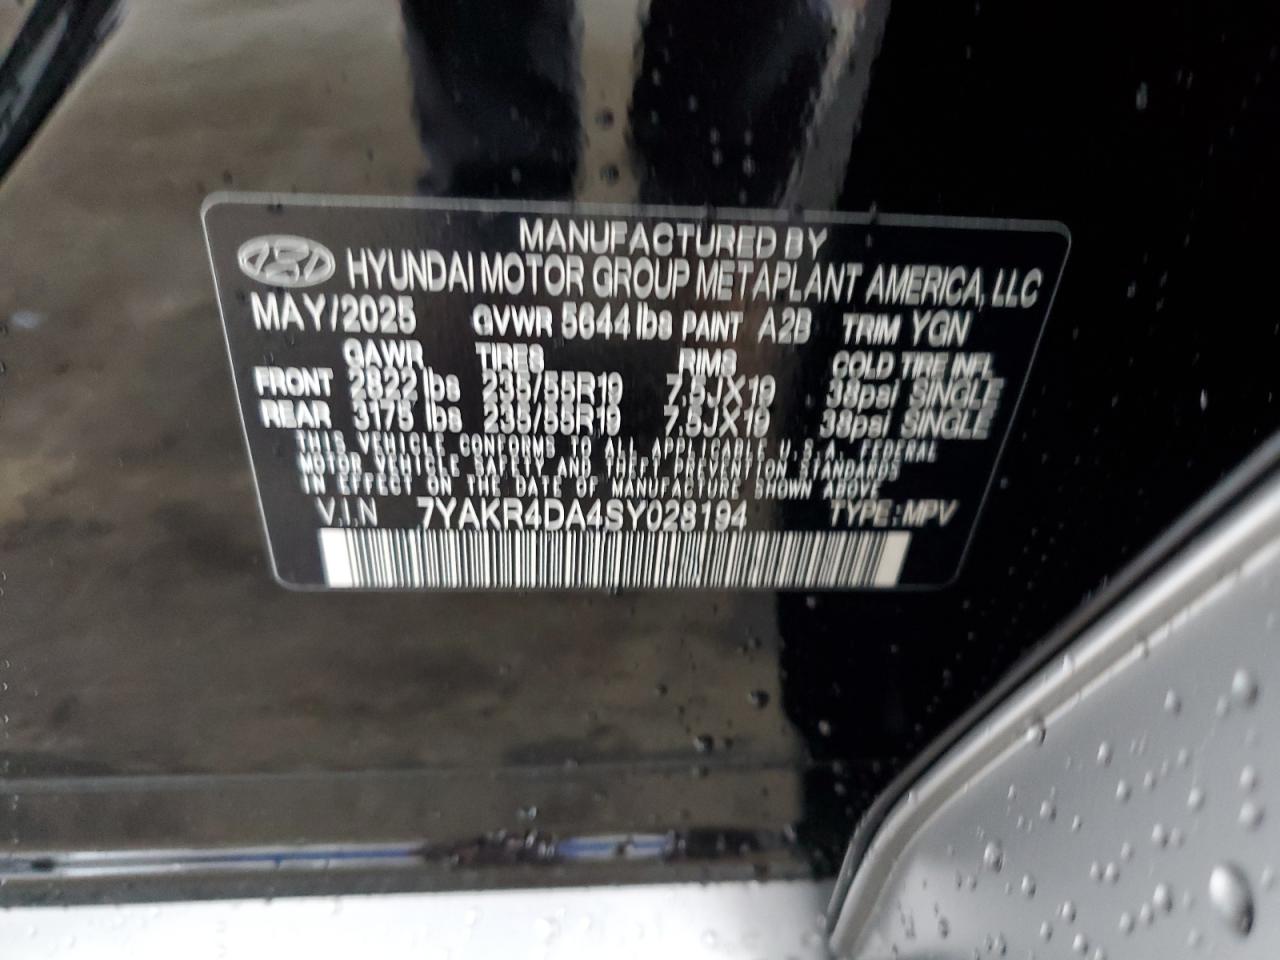 MANUFACTURED BY
HYUNDAI MOTOR GROUP METAPLANT AMERICA, LLC
MAY/2025 GVWR 5644 lbs PAINT A2B TRIM YGN
GAWR TIRES RIMS COLD TIRE INFL
FRONT 2822 lbs 235/55R19 7.5JX19 38psi SINGLE
REAR 3175 lbs 235/55R19 7.5JX19 38psi SINGLE
THIS VEHICLE CONFORMS TO ALL APPLICABLE U.S.A. FEDERAL
MOTOR VEHICLE SAFETY AND THEFT PREVENTION STANDARDS
IN EFFECT ON THE DATE OF MANUFACTURE SHOWN ABOVE
V.I.N 7YAKR4DA4SY028194 TYPE:MPV